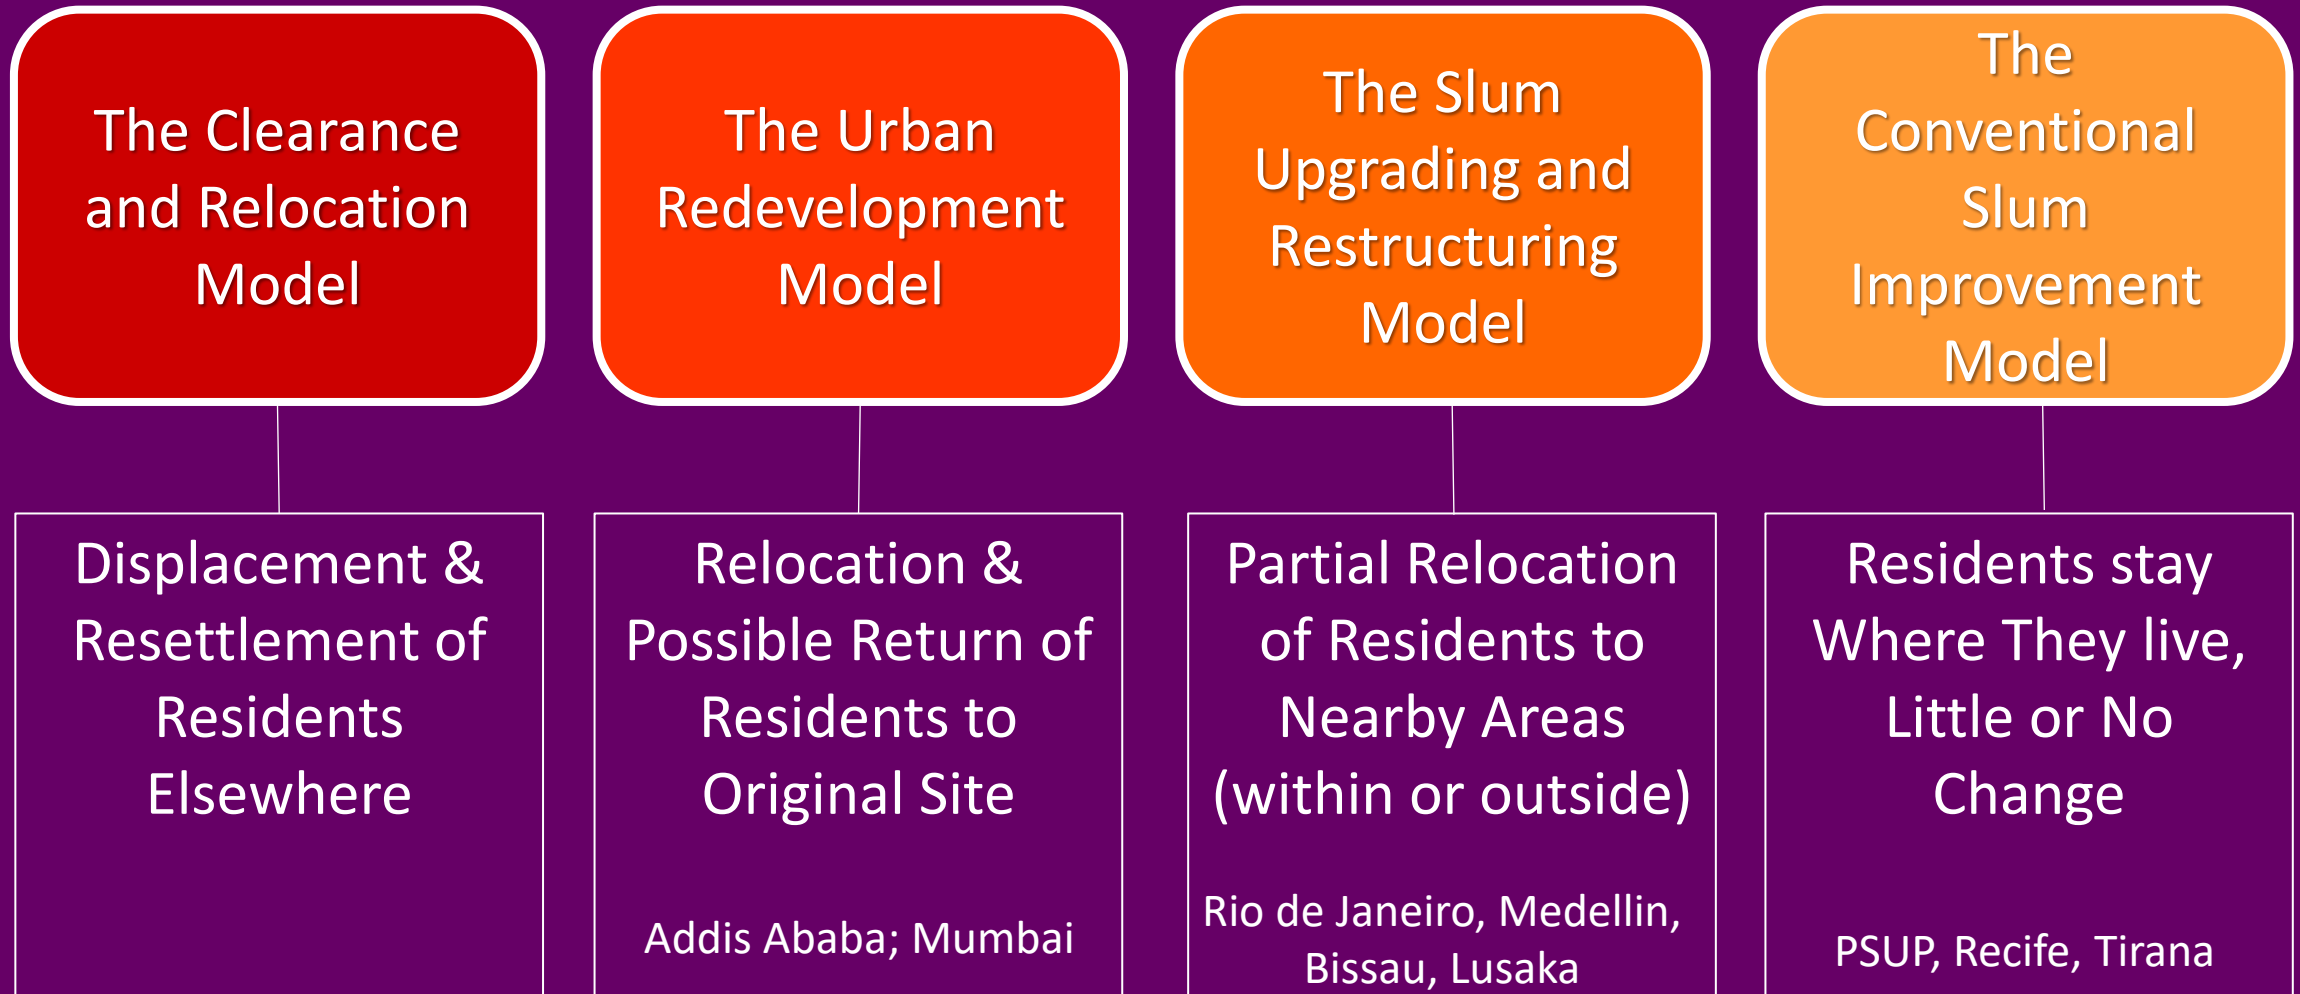 The Clearance
and Relocation
Model
The Urban
Redevelopment
Model
The Slum
Upgrading and
Restructuring
Model
The
Conventional
Slum
Improvement
Model
Displacement &
Resettlement of
Residents
Elsewhere
Relocation &
Possible Return of
Residents to
Original Site
Addis Ababa; Mumbai
Partial Relocation
of Residents to
Nearby Areas
(within or outside)
Rio de Janeiro, Medellin,
Bissau, Lusaka
Residents stay
Where They live,
Little or No
Change
PSUP, Recife, Tirana